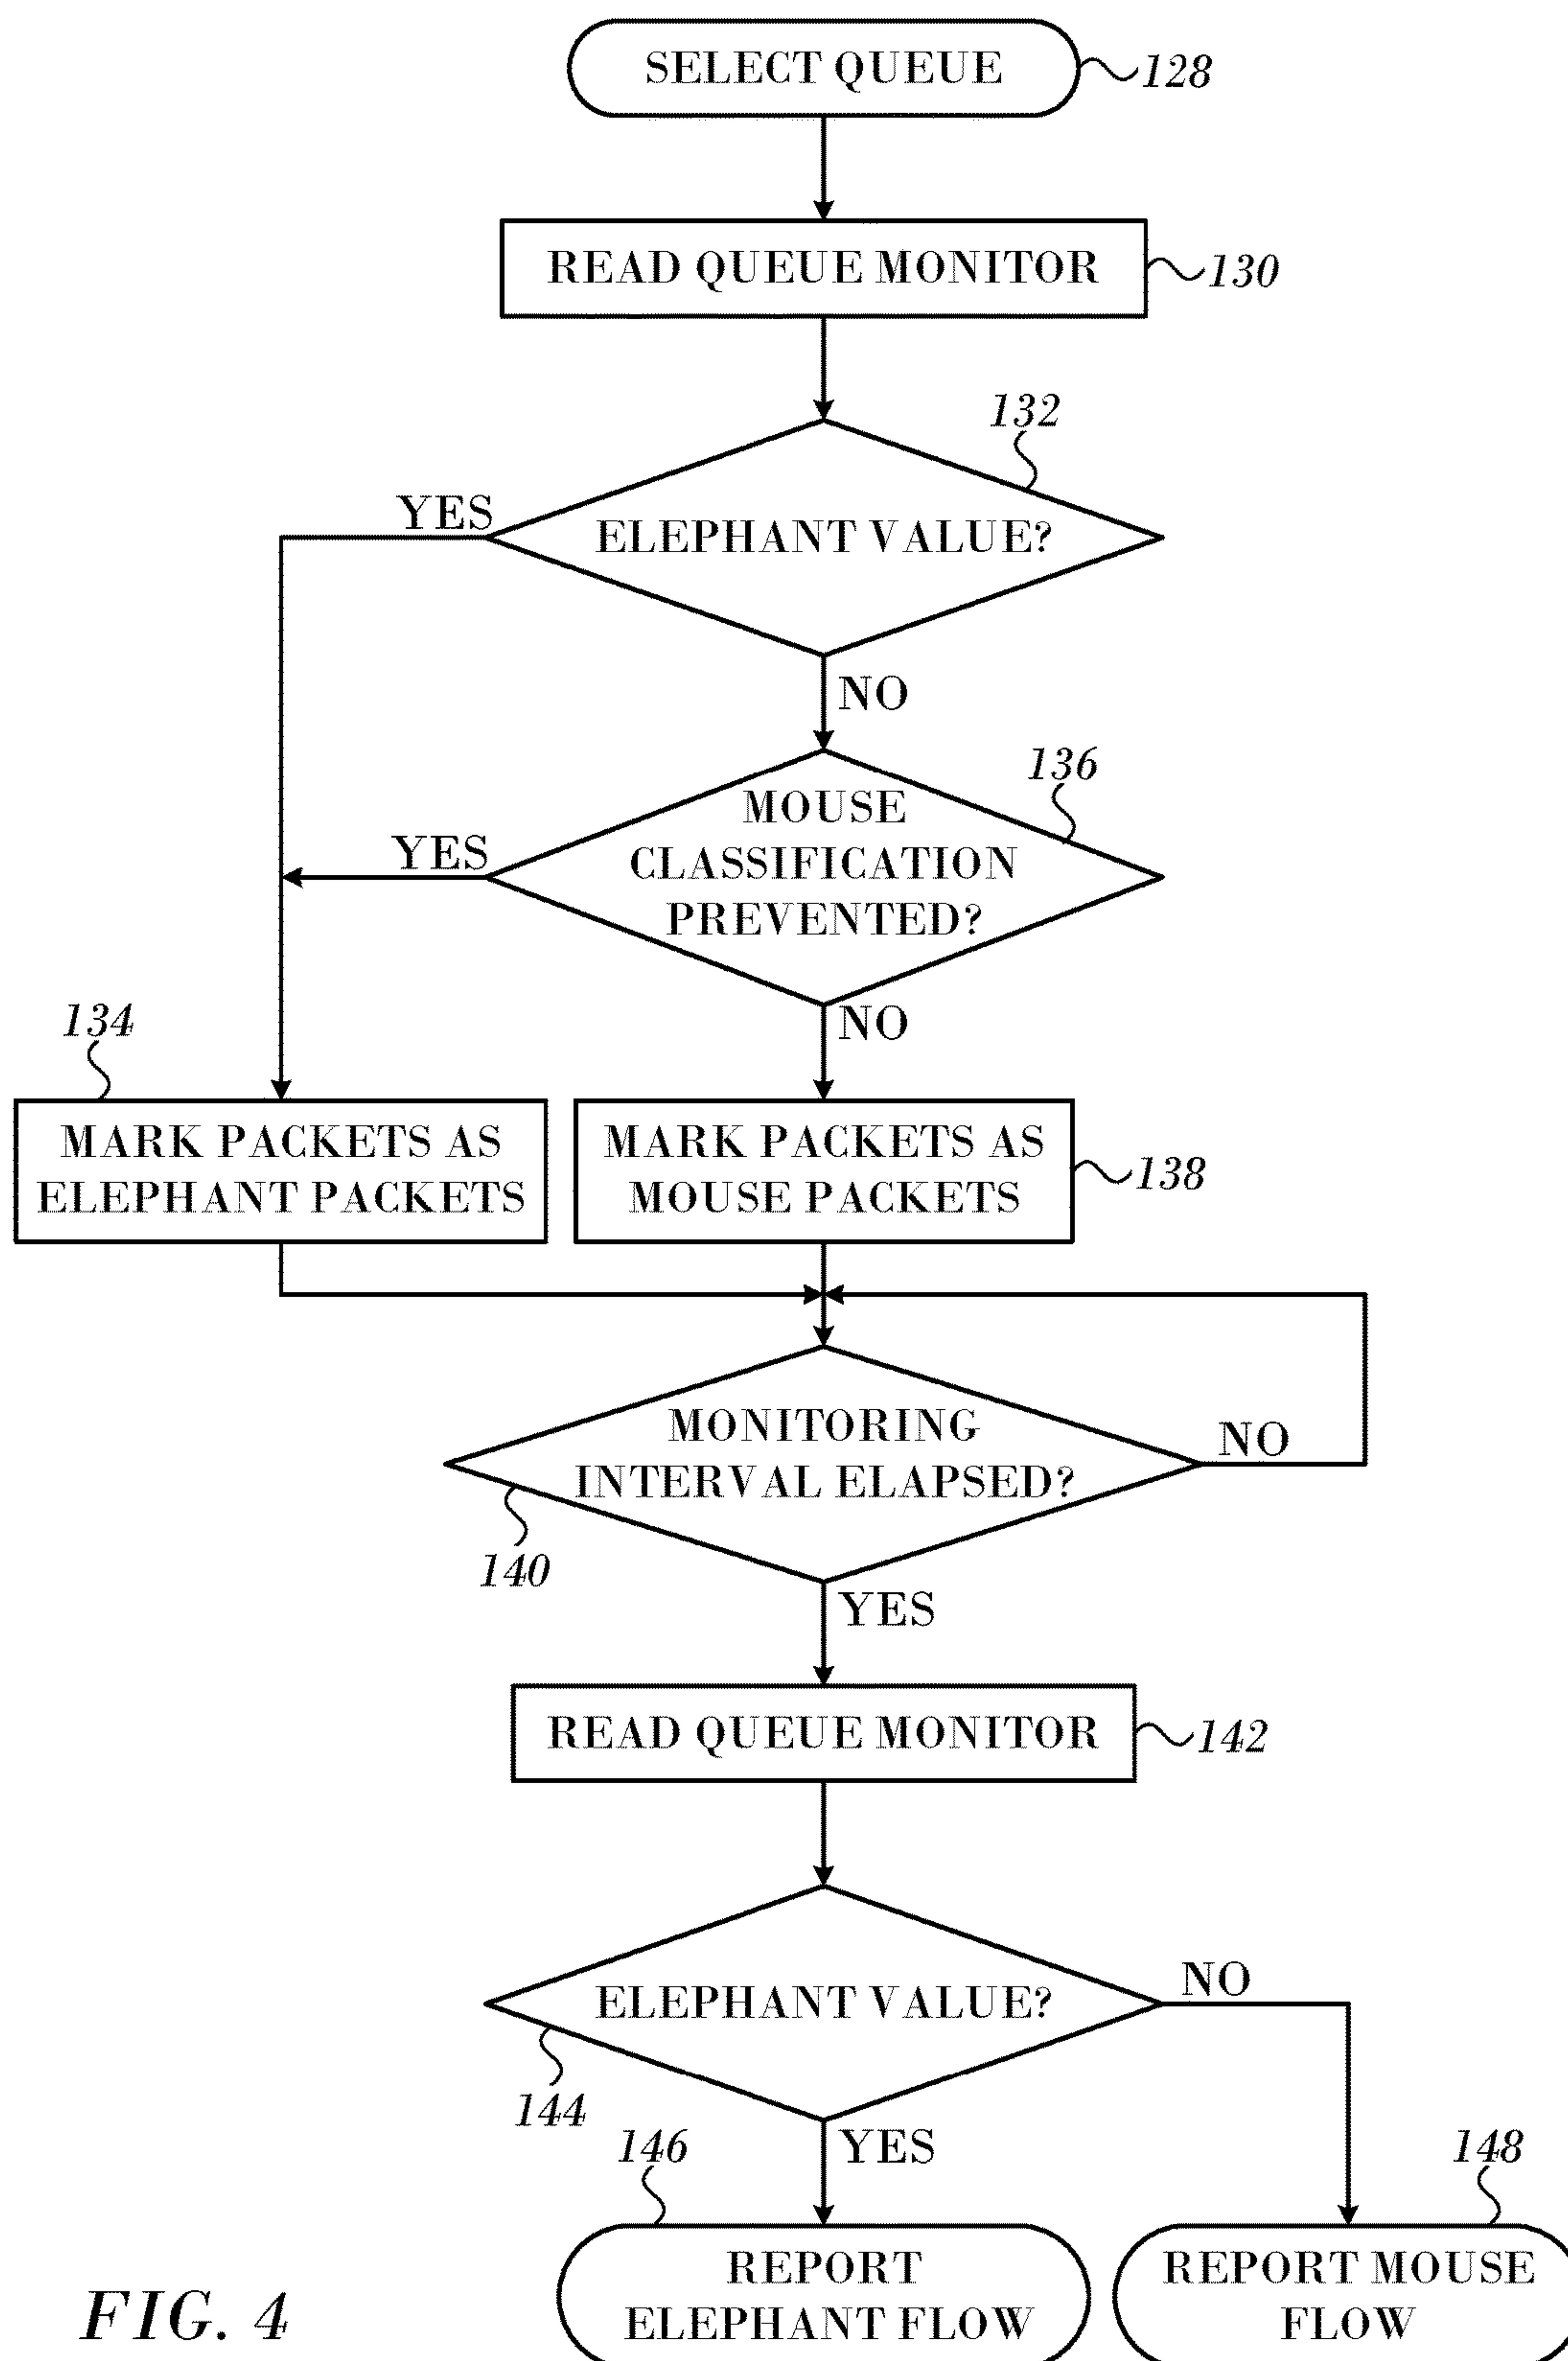 SELECT QUEUE
128
READ QUEUE MONITOR
130
132
ELEPHANT VALUE?
YES
NO
136
MOUSE
CLASSIFICATION
PREVENTED?
YES
NO
134
MARK PACKETS AS
ELEPHANT PACKETS
MARK PACKETS AS
MOUSE PACKETS
138
MONITORING
INTERVAL ELAPSED?
NO
140
YES
READ QUEUE MONITOR
142
ELEPHANT VALUE?
NO
144
YES
146
148
REPORT
ELEPHANT FLOW
REPORT MOUSE
FLOW
FIG. 4